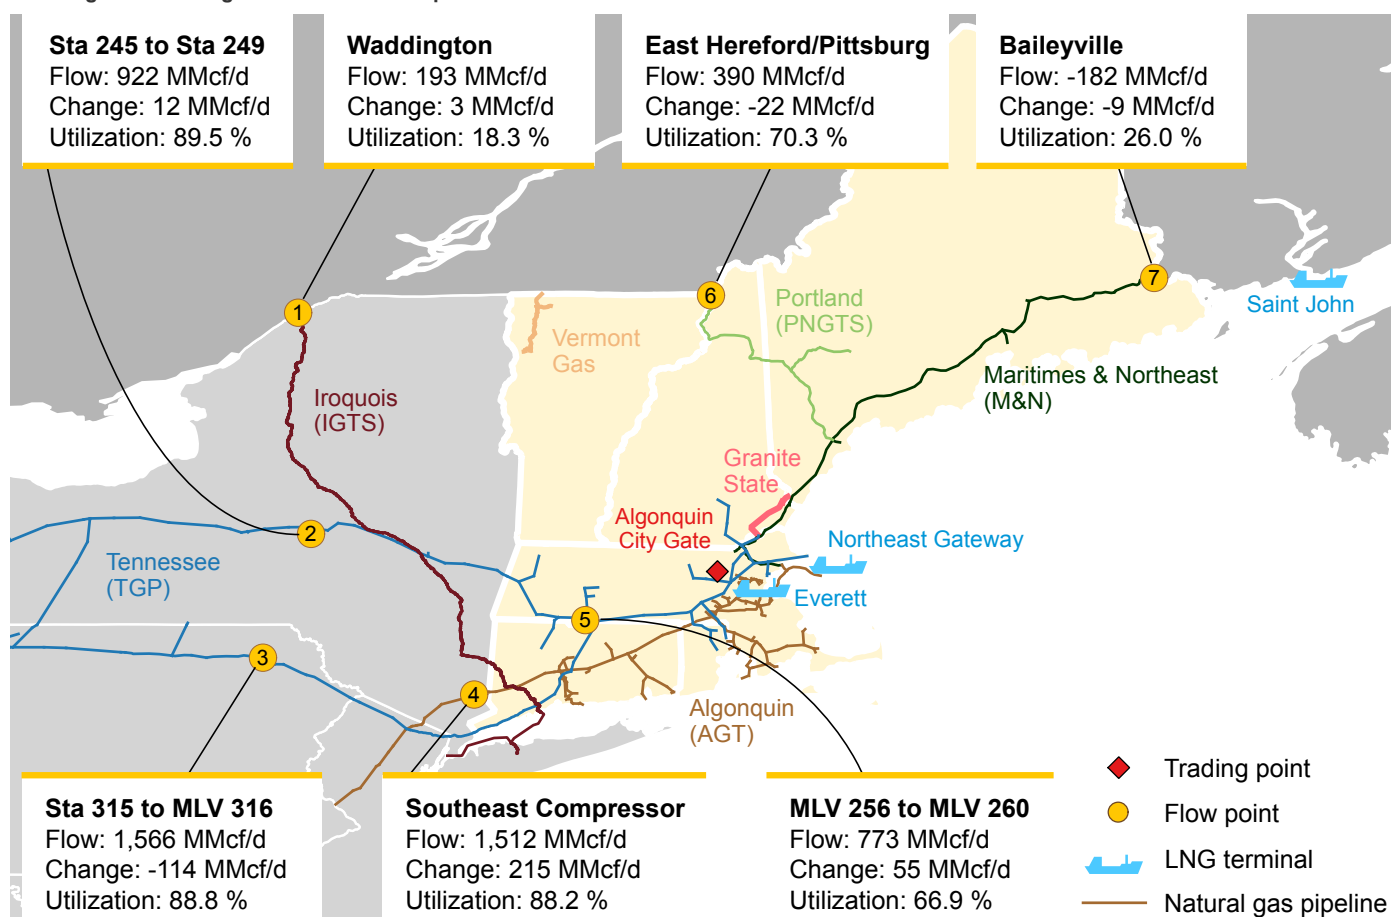 Sta 245 to Sta 249
Flow: 922 MMcf/d
Change: 12 MMcf/d
Utilization: 89.5 %
Waddington
Flow: 193 MMcf/d
Change: 3 MMcf/d
Utilization: 18.3 %
East Hereford/Pittsburg
Flow: 390 MMcf/d
Change: -22 MMcf/d
Utilization: 70.3 %
Baileyville
Flow: -182 MMcf/d
Change: -9 MMcf/d
Utilization: 26.0 %
1
6
7
Portland
(PNGTS)
Saint John
Vermont
Gas
Maritimes & Northeast
(M&N)
Iroquois
(IGTS)
Granite
State
Algonquin
City Gate
2
Northeast Gateway
Tennessee
(TGP)
Everett
5
3
4
Algonquin
(AGT)
Sta 315 to MLV 316
Flow: 1,566 MMcf/d
Change: -114 MMcf/d
Utilization: 88.8 %
Southeast Compressor
Flow: 1,512 MMcf/d
Change: 215 MMcf/d
Utilization: 88.2 %
MLV 256 to MLV 260
Flow: 773 MMcf/d
Change: 55 MMcf/d
Utilization: 66.9 %
Trading point
Flow point
LNG terminal
Natural gas pipeline